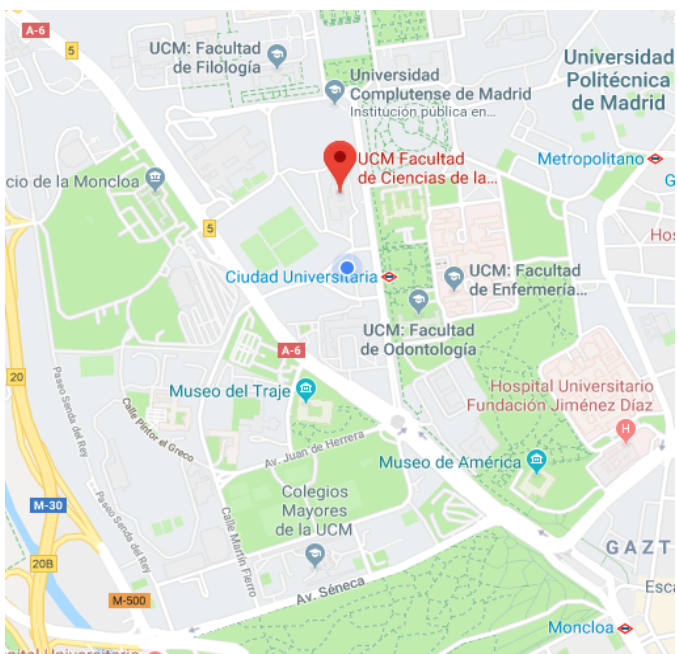 A-6
5
UCM: Facultad
de Filología
Universidad
Complutense de Madrid
Institución pública en...
Universidad
Politécnica
de Madrid
UCM Facultad
de Ciencias de la...
Metropolitano
G
cio de la Moncloa
5
Hos
Ciudad Universitaria
UCM: Facultad
de Enfermería...
UCM: Facultad
de Odontología
A-6
20
Paseo Senda del Rey
Museo del Traje
Hospital Universitario
Fundación Jiménez Díaz
H
Calle Pintor el Greco
Av. Juan de Herrera
Museo de América
M-30
Paseo Senda del Rey
Colegios
Mayores
de la UCM
Calle Martín Fierro
GAZT
20B
Av. Séneca
Esca
M-500
Moncloa
pital Universitario